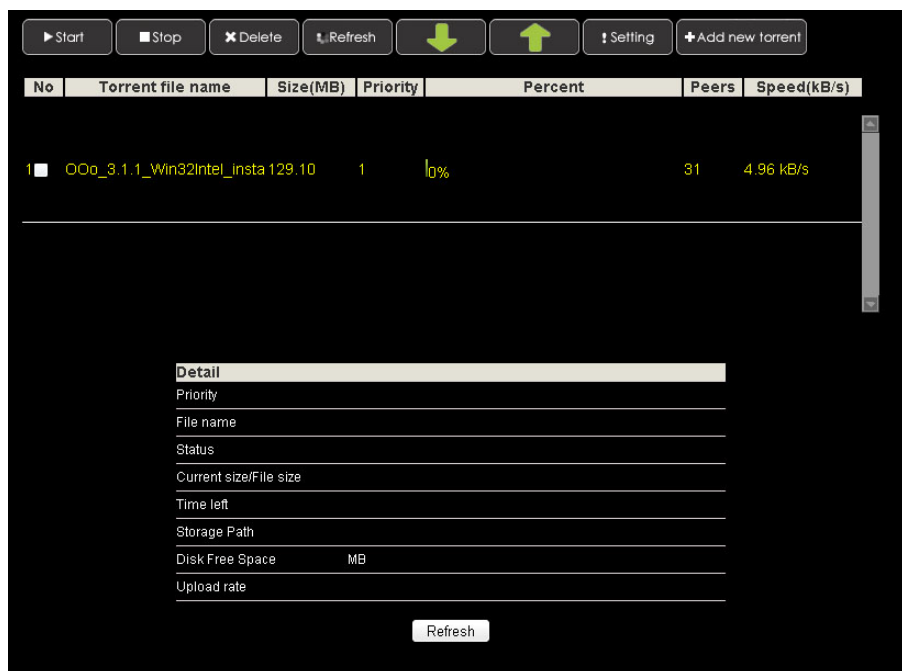 Start Stop Delete Refresh Setting Add new torrent
No Torrent file name Size(MB) Priority Percent Peers Speed(kB/s)
1 OOo_3.1.1_Win32Intel_insta 129.10 1 0% 31 4.96 kB/s
Detail
Priority
File name
Status
Current size/File size
Time left
Storage Path
Disk Free Space MB
Upload rate
Refresh